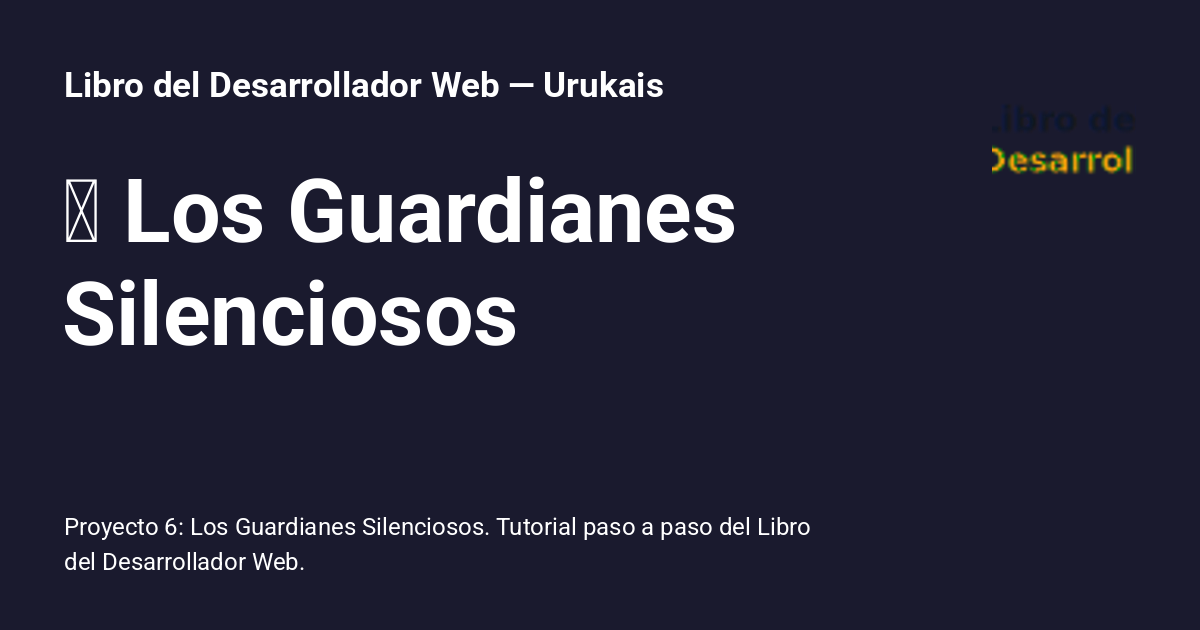 Libro del Desarrollador Web — Urukais
Libro de
Desarrol
Los Guardianes
Silenciosos
Proyecto 6: Los Guardianes Silenciosos. Tutorial paso a paso del Libro
del Desarrollador Web.